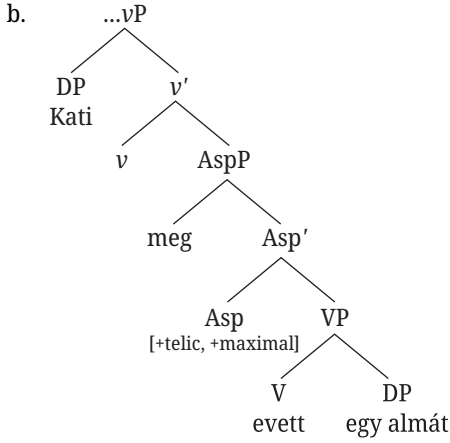 b. ...vP
DP v′
Kati
v AspP
meg Asp′
Asp VP
[+telic, +maximal]
V DP
evett egy almát